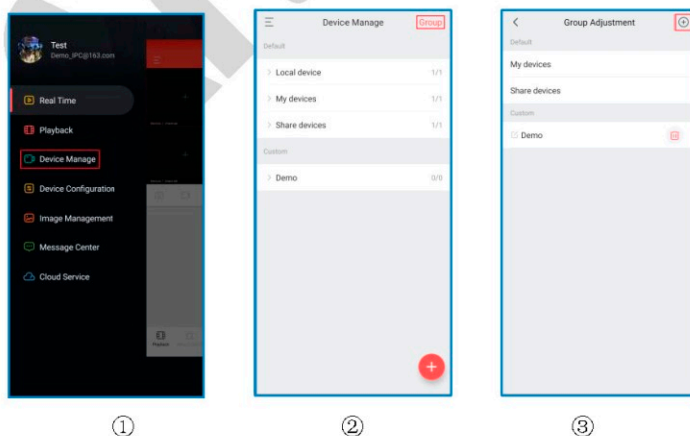 Test
Demo_IPC@163.com
Real Time
Playback
Device Manage
Device Configuration
Image Management
Message Center
Cloud Service
Playback
①
Device Manage
Group
Default
Local device
1/1
My devices
1/1
Share devices
1/1
Custom
Demo
0/0
②
Group Adjustment
Default
My devices
Share devices
Custom
Demo
③